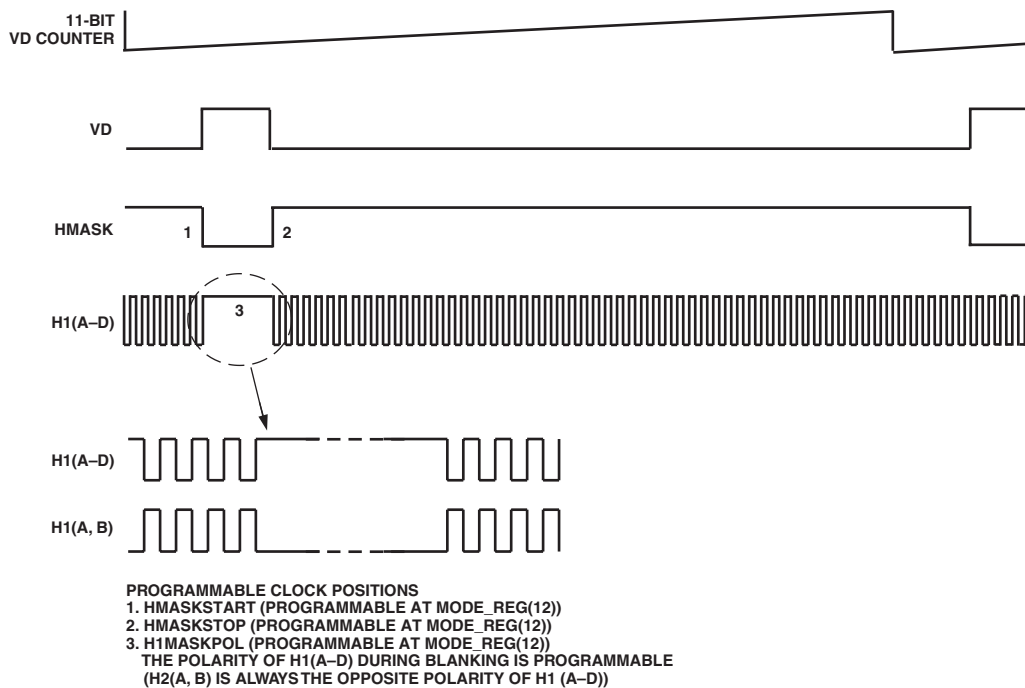 11-BIT
VD COUNTER
VD
HMASK
1
2
H1(A–D)
3
H1(A–D)
H1(A, B)
PROGRAMMABLE CLOCK POSITIONS
1. HMASKSTART (PROGRAMMABLE AT MODE_REG(12))
2. HMASKSTOP (PROGRAMMABLE AT MODE_REG(12))
3. H1MASKPOL (PROGRAMMABLE AT MODE_REG(12))
THE POLARITY OF H1(A–D) DURING BLANKING IS PROGRAMMABLE
(H2(A, B) IS ALWAYS THE OPPOSITE POLARITY OF H1 (A–D))